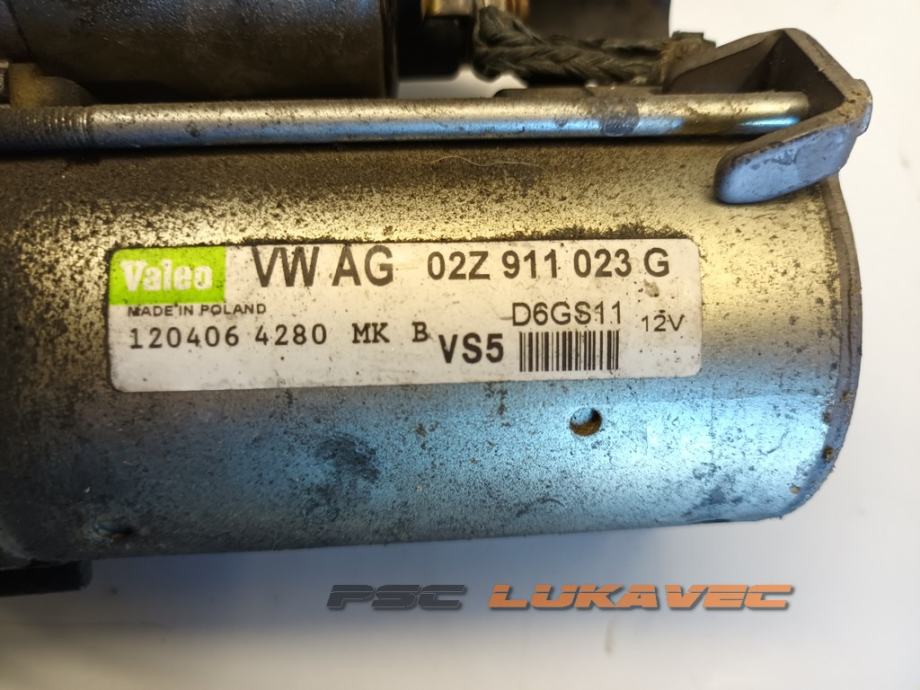 Valeo VW AG 02Z 911 023 G
MADE IN POLAND D6GS11 12V
120406 4280 MK B VS5
PSC LUKAVEC